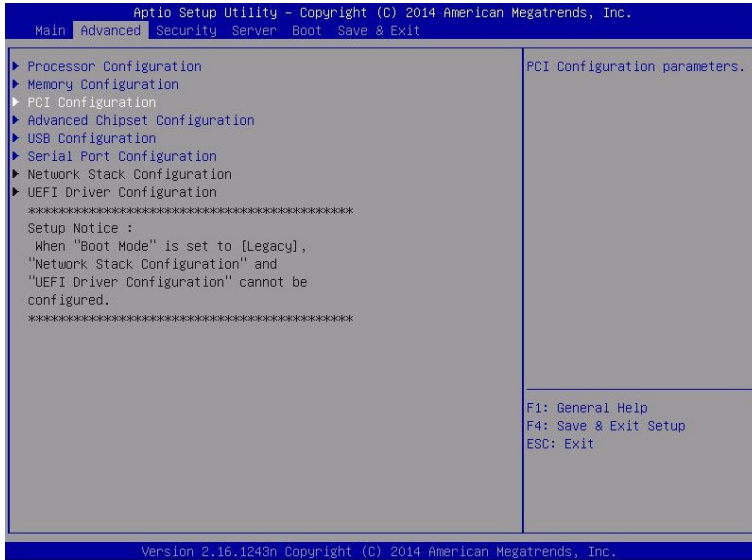 Aptio Setup Utility – Copyright (C) 2014 American Megatrends, Inc.
Main Advanced Security Server Boot Save & Exit
Processor Configuration
Memory Configuration
PCI Configuration
Advanced Chipset Configuration
USB Configuration
Serial Port Configuration
Network Stack Configuration
UEFI Driver Configuration
*******************************************
Setup Notice :
When "Boot Mode" is set to [Legacy],
"Network Stack Configuration" and
"UEFI Driver Configuration" cannot be
configured.
*******************************************
PCI Configuration parameters.
F1: General Help
F4: Save & Exit Setup
ESC: Exit
Version 2.16.1243n Copyright (C) 2014 American Megatrends, Inc.